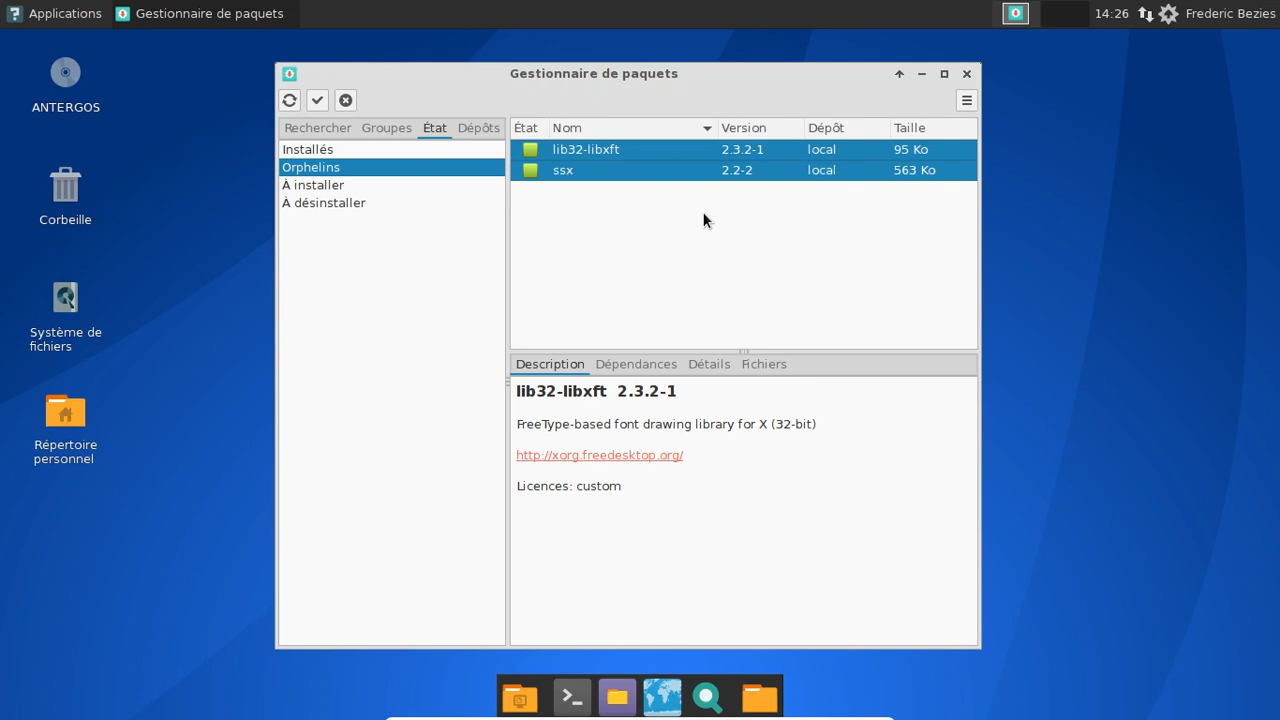 Applications
Gestionnaire de paquets
14:26
Frederic Bezies
ANTERGOS
Corbeille
Système de
fichiers
Répertoire
personnel
Gestionnaire de paquets
Rechercher Groupes État Dépôts
Installés
Orphelins
À installer
À désinstaller
État Nom Version Dépôt Taille
lib32-libxft 2.3.2-1 local 95 Ko
ssx 2.2-2 local 563 Ko
Description Dépendances Détails Fichiers
lib32-libxft 2.3.2-1
FreeType-based font drawing library for X (32-bit)
http://xorg.freedesktop.org/
Licences: custom